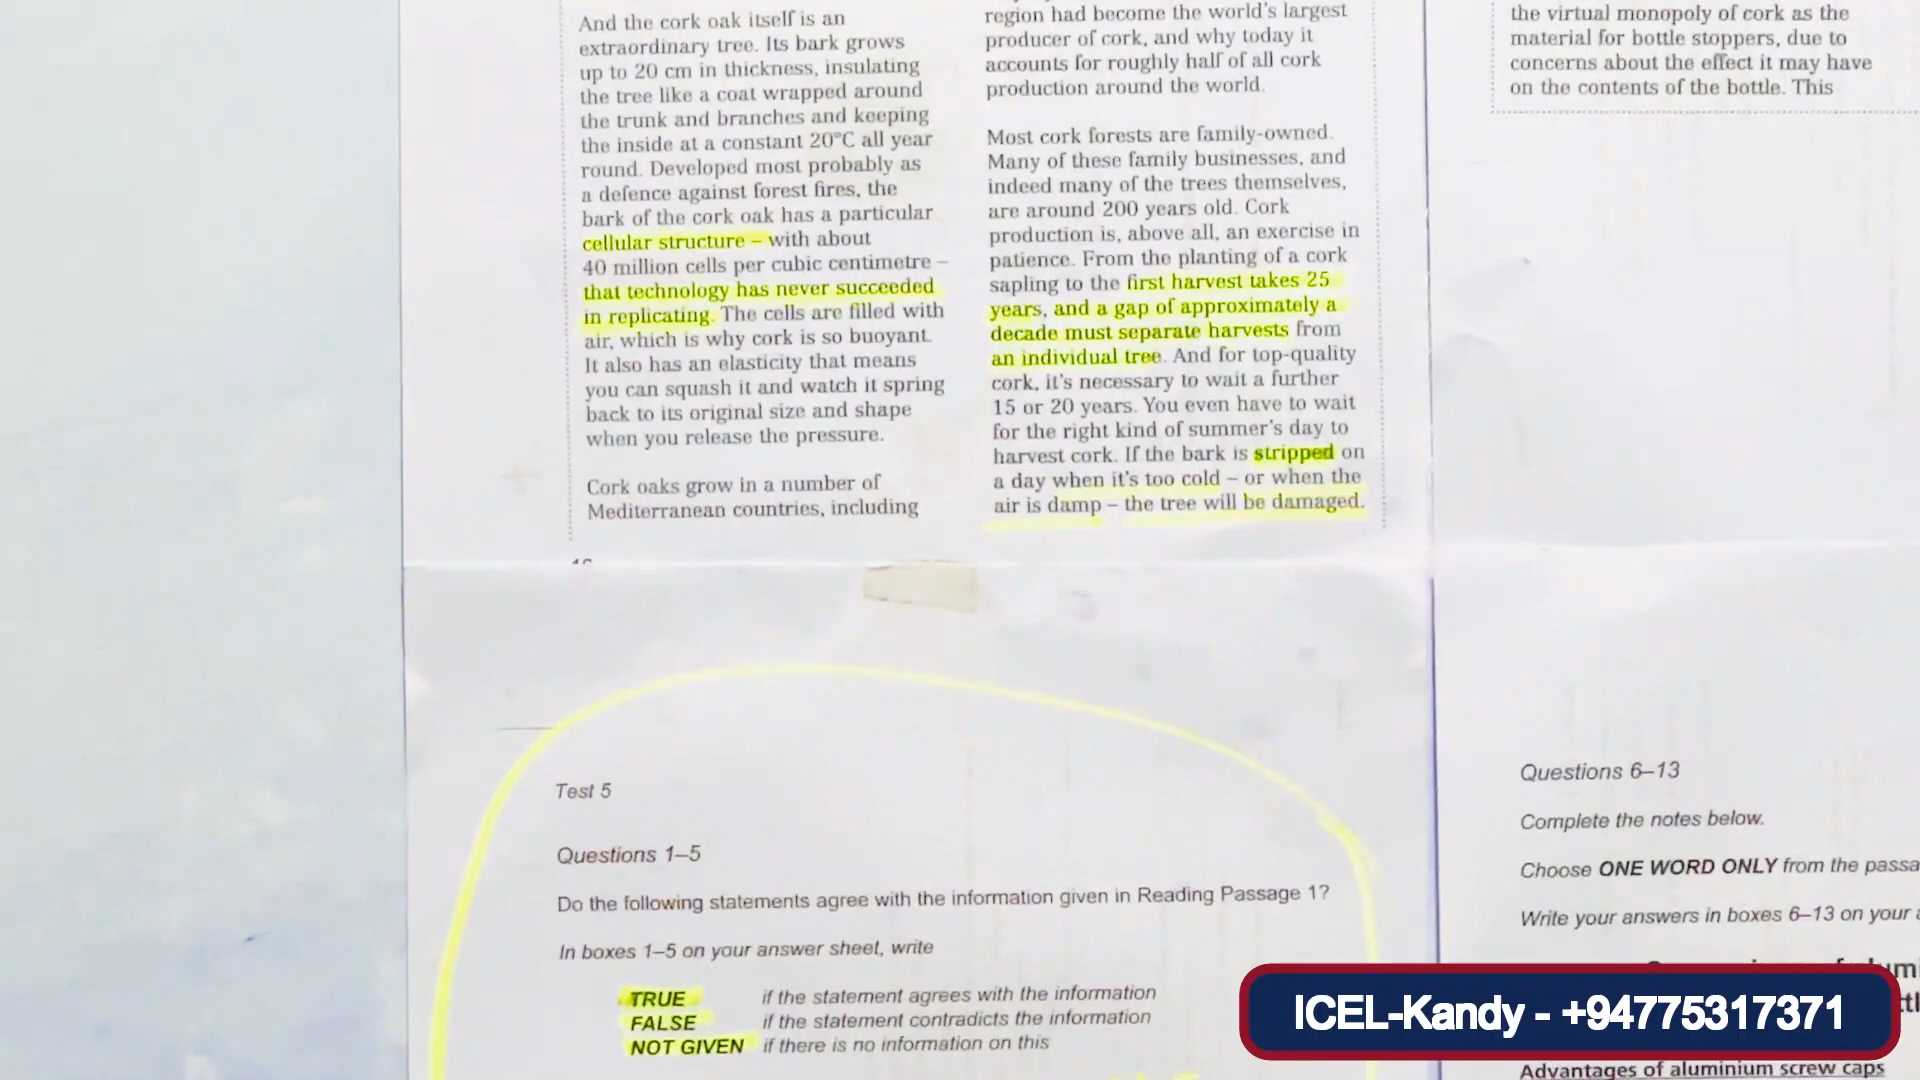 And the cork oak itself is an
extraordinary tree. Its bark grows
up to 20 cm in thickness, insulating
the tree like a coat wrapped around
the trunk and branches and keeping
the inside at a constant 20°C all year
round. Developed most probably as
a defence against forest fires, the
bark of the cork oak has a particular
cellular structure – with about
40 million cells per cubic centimetre –
that technology has never succeeded
in replicating. The cells are filled with
air, which is why cork is so buoyant.
It also has an elasticity that means
you can squash it and watch it spring
back to its original size and shape
when you release the pressure.
Cork oaks grow in a number of
Mediterranean countries, including
region had become the world's largest
producer of cork, and why today it
accounts for roughly half of all cork
production around the world.
Most cork forests are family-owned.
Many of these family businesses, and
indeed many of the trees themselves,
are around 200 years old. Cork
production is, above all, an exercise in
patience. From the planting of a cork
sapling to the first harvest takes 25
years, and a gap of approximately a
decade must separate harvests from
an individual tree. And for top-quality
cork, it's necessary to wait a further
15 or 20 years. You even have to wait
for the right kind of summer's day to
harvest cork. If the bark is stripped on
a day when it's too cold – or when the
air is damp – the tree will be damaged.
the virtual monopoly of cork as the
material for bottle stoppers, due to
concerns about the effect it may have
on the contents of the bottle. This
Test 5
Questions 1–5
Do the following statements agree with the information given in Reading Passage 1?
In boxes 1–5 on your answer sheet, write
TRUE if the statement agrees with the information
FALSE if the statement contradicts the information
NOT GIVEN if there is no information on this
Questions 6–13
Complete the notes below.
Choose ONE WORD ONLY from the passa
Write your answers in boxes 6–13 on your
ICEL-Kandy - +94775317371
Advantages of aluminium screw caps